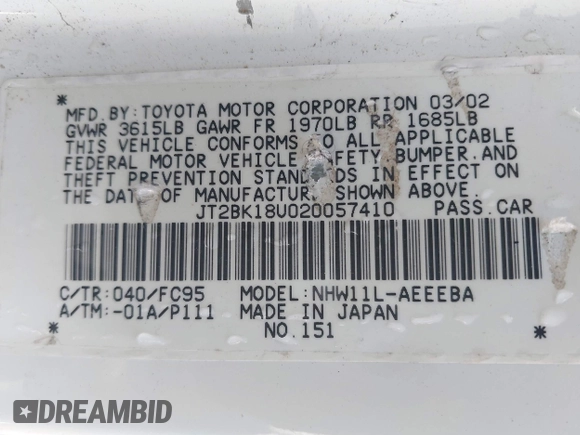 MFD.BY:TOYOTA MOTOR CORPORATION 03/02
GVWR 3615LB GAWR FR 1970LB RR 1685LB
THIS VEHICLE CONFORMS TO ALL APPLICABLE
FEDERAL MOTOR VEHICLE SAFETY, BUMPER.AND
THEFT PREVENTION STANDARDS IN EFFECT ON
THE DATE OF MANUFACTURE SHOWN ABOVE.
JT2BK18U020057410 PASS.CAR
C/TR:040/FC95 MODEL:NHW11L-AEEEBA
A/TM:-01A/P111 MADE IN JAPAN
NO.151
DREAMBID